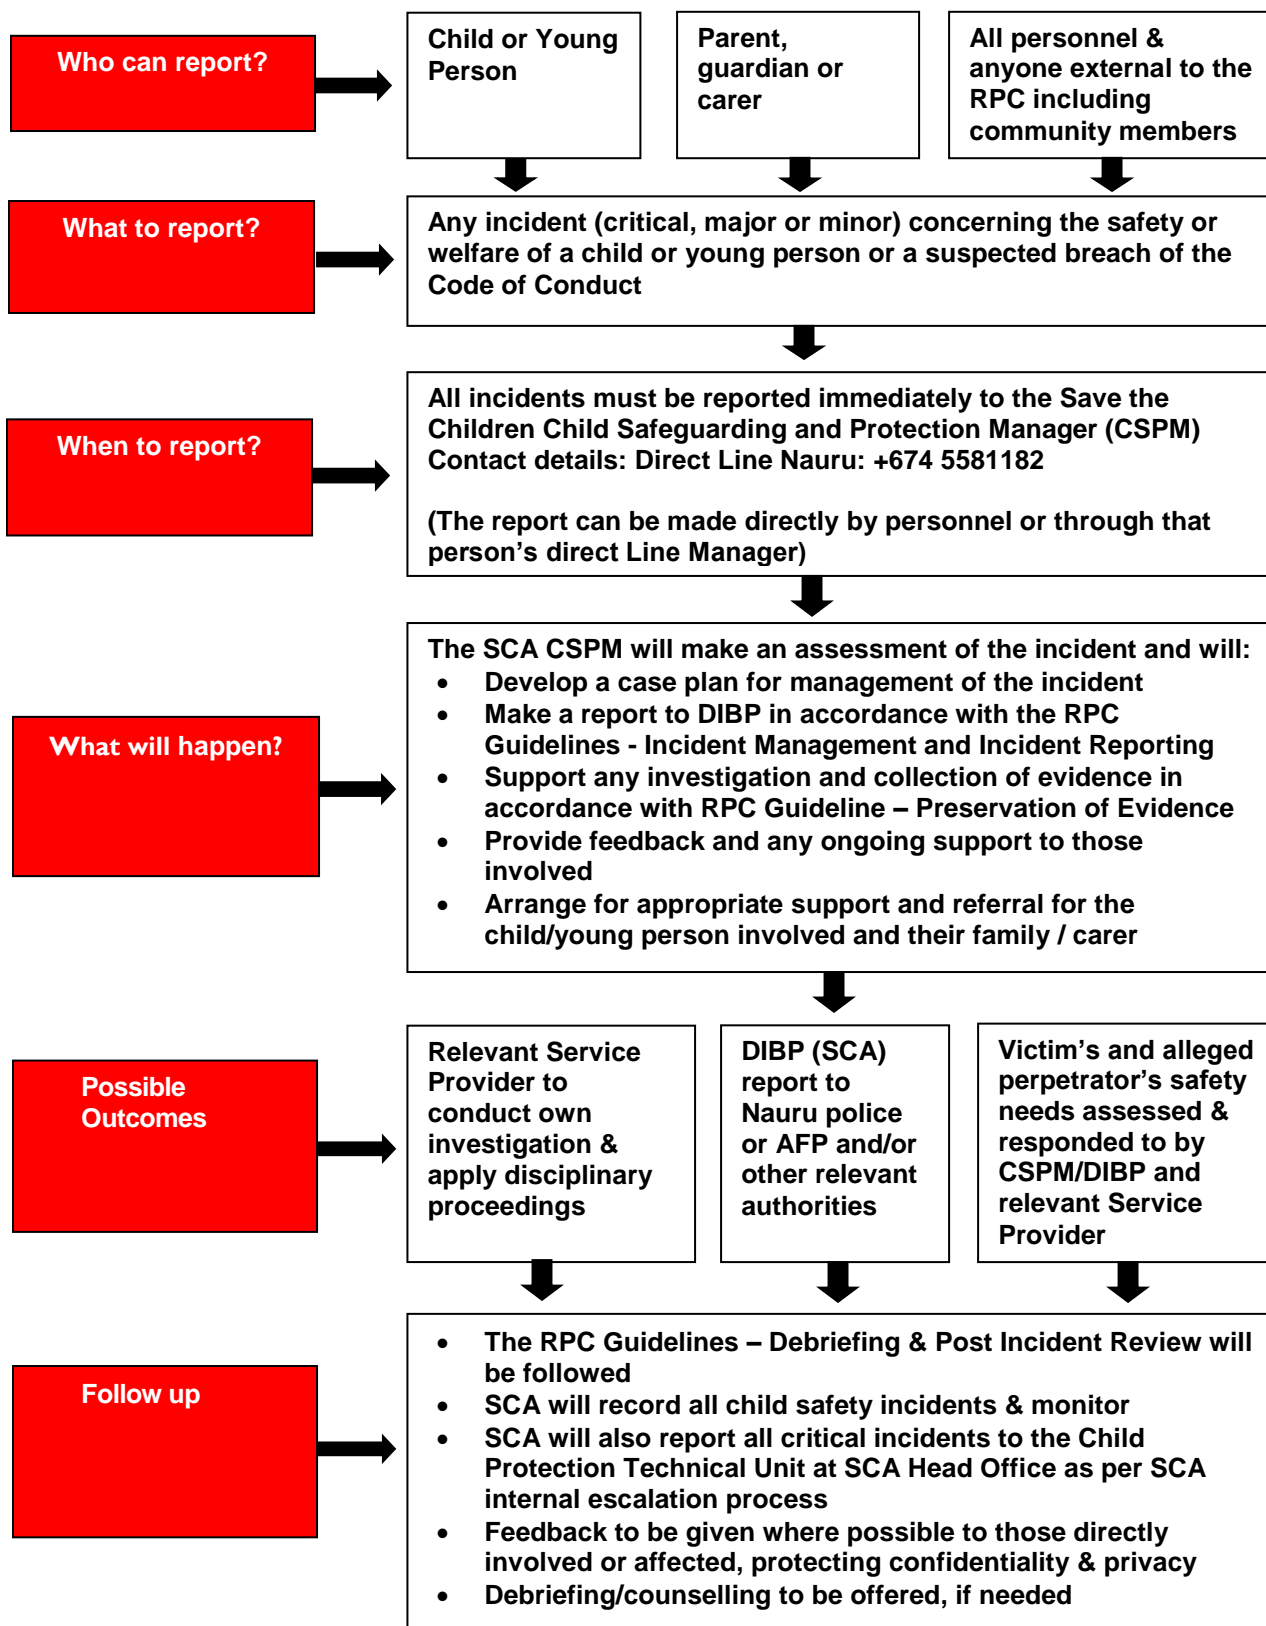 Who can report?
Child or Young
Person
Parent,
guardian or
carer
All personnel &
anyone external to the
RPC including
community members
What to report?
Any incident (critical, major or minor) concerning the safety or
welfare of a child or young person or a suspected breach of the
Code of Conduct
When to report?
All incidents must be reported immediately to the Save the
Children Child Safeguarding and Protection Manager (CSPM)
Contact details: Direct Line Nauru: +674 5581182
(The report can be made directly by personnel or through that
person’s direct Line Manager)
What will happen?
The SCA CSPM will make an assessment of the incident and will:
• Develop a case plan for management of the incident
• Make a report to DIBP in accordance with the RPC
Guidelines - Incident Management and Incident Reporting
• Support any investigation and collection of evidence in
accordance with RPC Guideline – Preservation of Evidence
• Provide feedback and any ongoing support to those
involved
• Arrange for appropriate support and referral for the
child/young person involved and their family / carer
Possible
Outcomes
Relevant Service
Provider to
conduct own
investigation &
apply disciplinary
proceedings
DIBP (SCA)
report to
Nauru police
or AFP and/or
other relevant
authorities
Victim’s and alleged
perpetrator’s safety
needs assessed &
responded to by
CSPM/DIBP and
relevant Service
Provider
Follow up
• The RPC Guidelines – Debriefing & Post Incident Review will
be followed
• SCA will record all child safety incidents & monitor
• SCA will also report all critical incidents to the Child
Protection Technical Unit at SCA Head Office as per SCA
internal escalation process
• Feedback to be given where possible to those directly
involved or affected, protecting confidentiality & privacy
• Debriefing/counselling to be offered, if needed